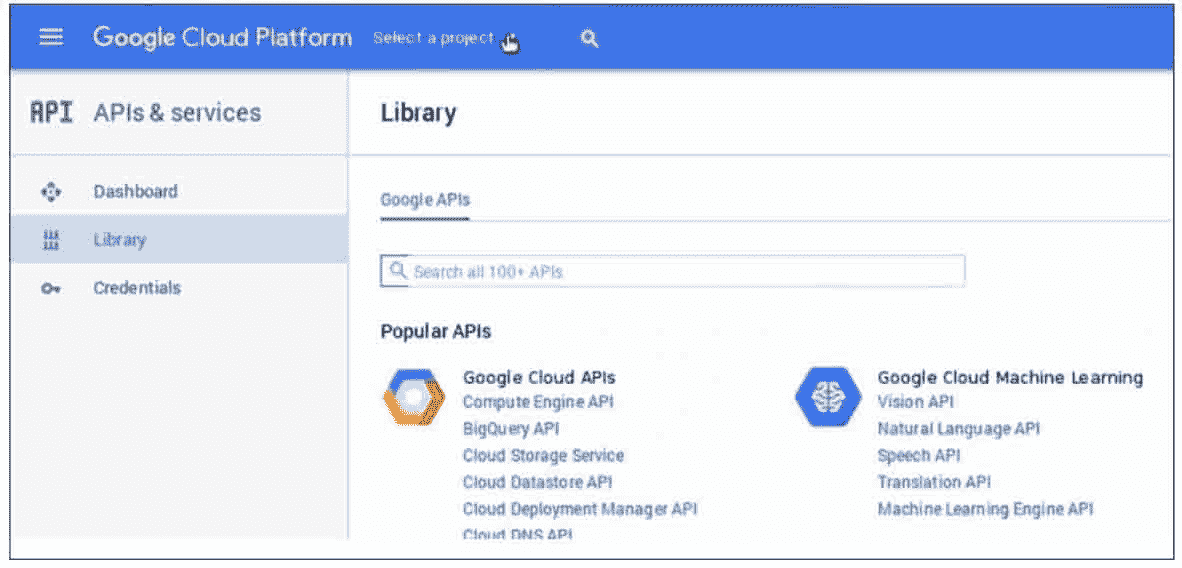 Google Cloud Platform Select a project
API APIs & services
Library
Dashboard
Library
Credentials
Google APIs
Search all 100+ APIs
Popular APIs
Google Cloud APIs
Compute Engine API
BigQuery API
Cloud Storage Service
Cloud Datastore API
Cloud Deployment Manager API
Cloud DNS API
Google Cloud Machine Learning
Vision API
Natural Language API
Speech API
Translation API
Machine Learning Engine API